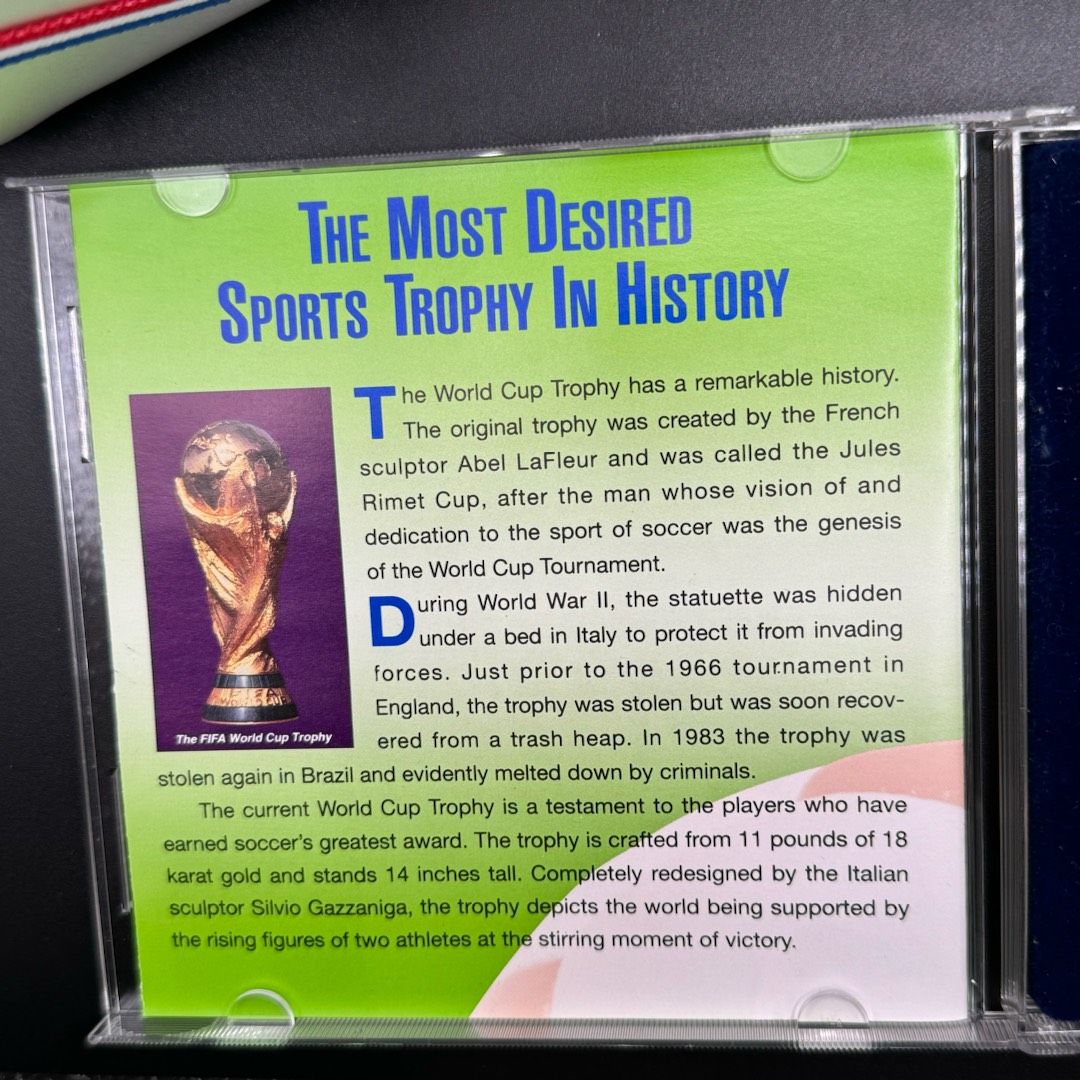 THE MOST DESIRED
SPORTS TROPHY IN HISTORY
The World Cup Trophy has a remarkable history.
The original trophy was created by the French
sculptor Abel LaFleur and was called the Jules
Rimet Cup, after the man whose vision of and
dedication to the sport of soccer was the genesis
of the World Cup Tournament.
During World War II, the statuette was hidden
under a bed in Italy to protect it from invading
forces. Just prior to the 1966 tournament in
England, the trophy was stolen but was soon recov-
ered from a trash heap. In 1983 the trophy was
stolen again in Brazil and evidently melted down by criminals.
The current World Cup Trophy is a testament to the players who have
earned soccer's greatest award. The trophy is crafted from 11 pounds of 18
karat gold and stands 14 inches tall. Completely redesigned by the Italian
sculptor Silvio Gazzaniga, the trophy depicts the world being supported by
the rising figures of two athletes at the stirring moment of victory.
FIFA
WORLD CUP
The FIFA World Cup Trophy